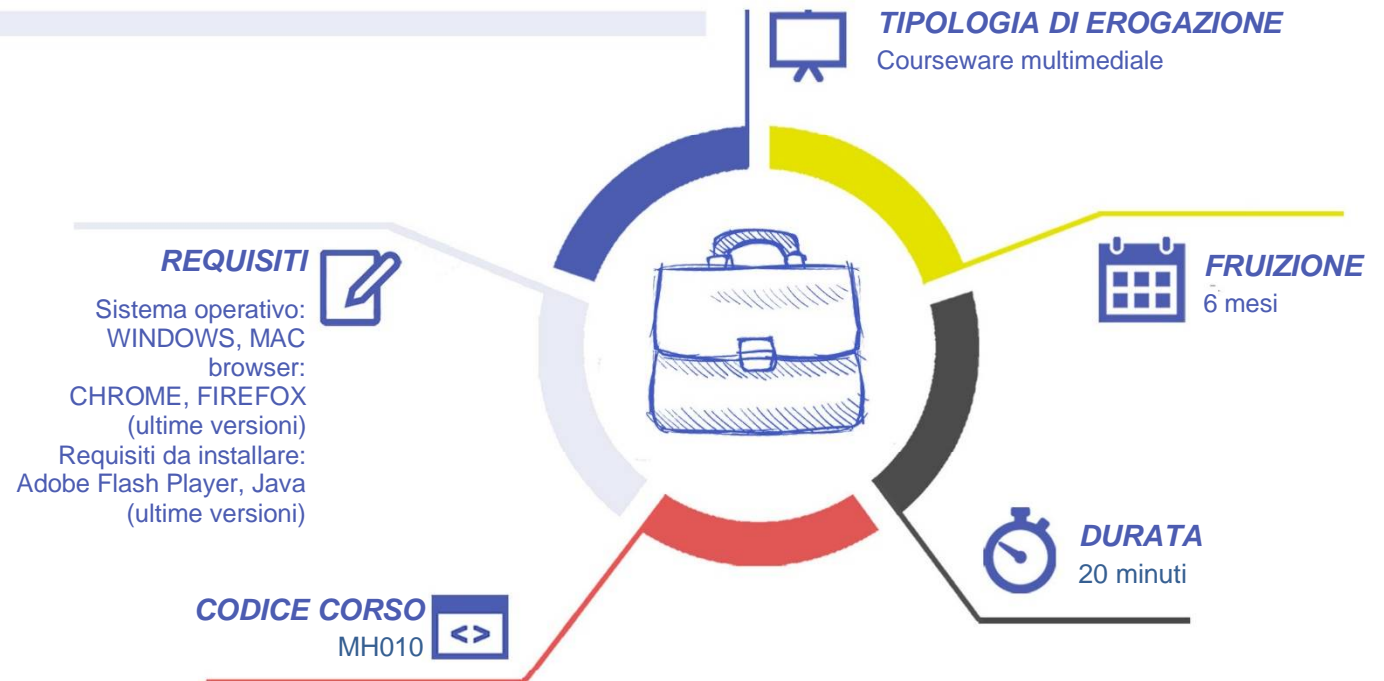 TIPOLOGIA DI EROGAZIONE
Courseware multimediale
REQUISITI
Sistema operativo:
WINDOWS, MAC
browser:
CHROME, FIREFOX
(ultime versioni)
Requisiti da installare:
Adobe Flash Player, Java
(ultime versioni)
FRUIZIONE
6 mesi
DURATA
20 minuti
CODICE CORSO
MH010
<>